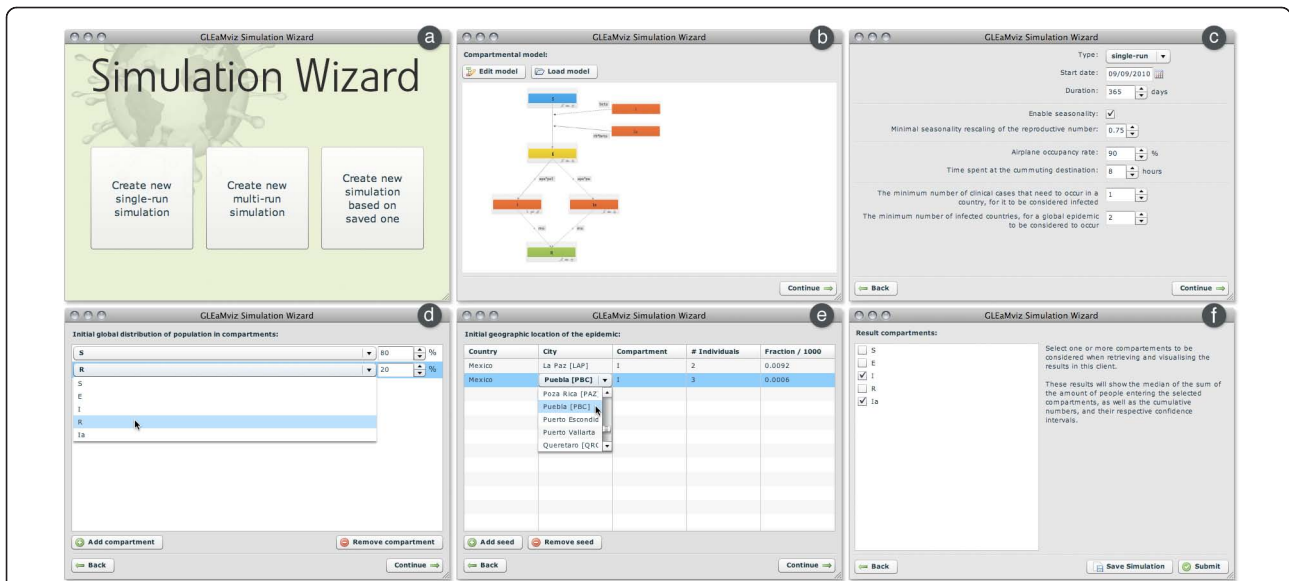 GLEaMviz Simulation Wizard
a
Simulation Wizard
Create new
single-run
simulation
Create new
multi-run
simulation
Create new
simulation
based on
saved one
GLEaMviz Simulation Wizard
b
Compartmental model:
Edit model
Load model
Continue
GLEaMviz Simulation Wizard
c
Type: single-run
Start date: 09/09/2010
Duration: 365 days
Enable seasonality:
Minimal seasonality rescaling of the reproductive number: 0.75
Airplane occupancy rate: 90 %
Time spent at the cummuting destination: 8 hours
The minimum number of clinical cases that need to occur in a
country, for it to be considered infected
1
The minimum number of infected countries, for a global epidemic
to be considered to occur
2
Back
Continue
GLEaMviz Simulation Wizard
d
Initial global distribution of population in compartments:
S 80 %
R 20 %
S
E
I
R
Ia
Add compartment
Remove compartment
Back
Continue
GLEaMviz Simulation Wizard
e
Initial geographic location of the epidemic:
Country City Compartment # Individuals Fraction / 1000
Mexico La Paz [LAP] I 2 0.0092
Mexico Puebla [PBC] I 3 0.0006
Poza Rica [PAZ]
Puebla [PBC]
Puerto Escondid
Puerto Vallarta
Queretaro [QRO
Add seed
Remove seed
Back
Continue
GLEaMviz Simulation Wizard
f
Result compartments:
S
E
I
R
Ia
Select one or more compartements to be
considered when retrieving and visualising the
results in this client.
These results will show the median of the sum of
the amount of people entering the selected
compartments, as well as the cumulative
numbers, and their respective confidence
intervals.
Back
Save Simulation
Submit